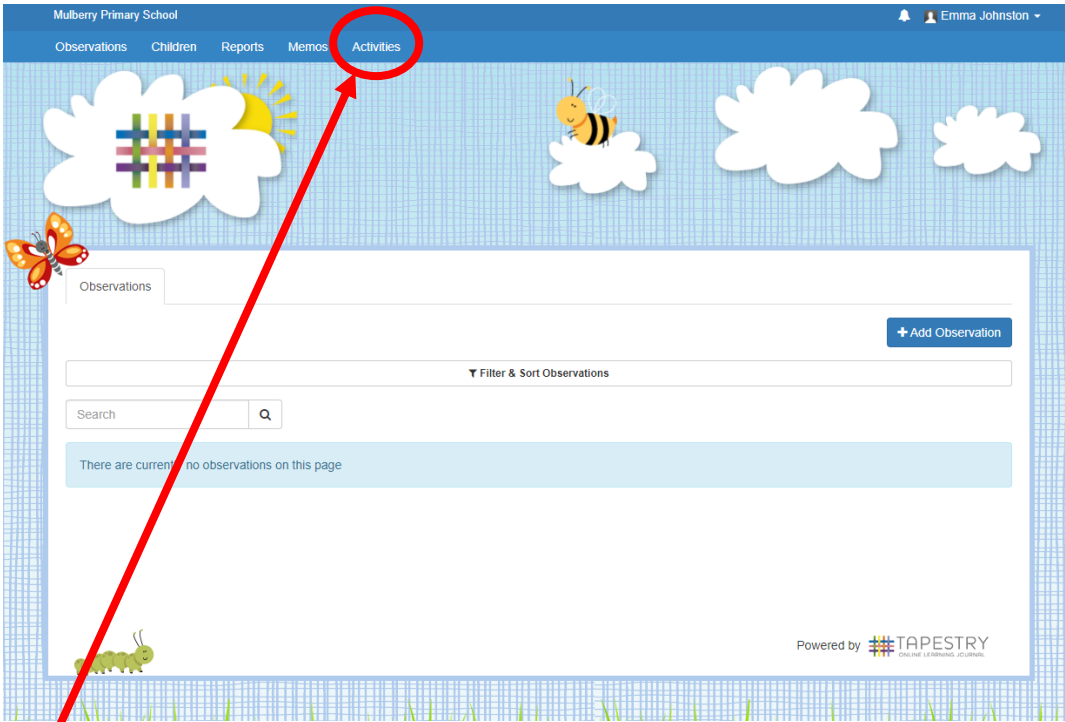 Mulberry Primary School
Emma Johnston
Observations Children Reports Memos Activities
Observations
Add Observation
Filter & Sort Observations
Search
There are currently no observations on this page
Powered by TAPESTRY
ONLINE LEARNING JOURNAL